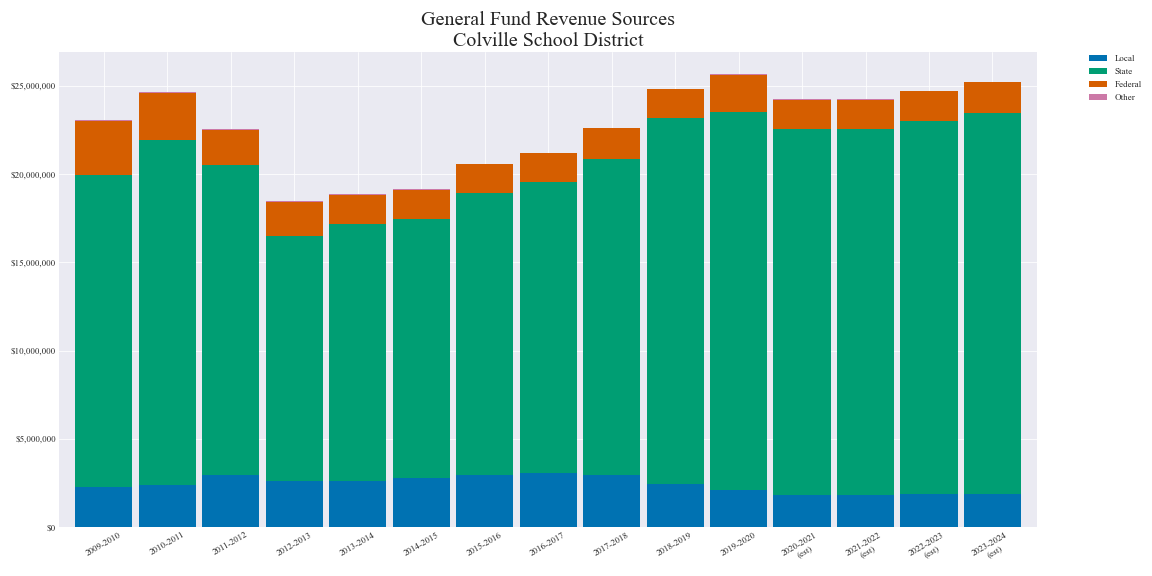 General Fund Revenue Sources
Colville School District
Local
State
Federal
Other
$25,000,000
$20,000,000
$15,000,000
$10,000,000
$5,000,000
$0
2009-2010
2010-2011
2011-2012
2012-2013
2013-2014
2014-2015
2015-2016
2016-2017
2017-2018
2018-2019
2019-2020
2020-2021
(est)
2021-2022
(est)
2022-2023
(est)
2023-2024
(est)